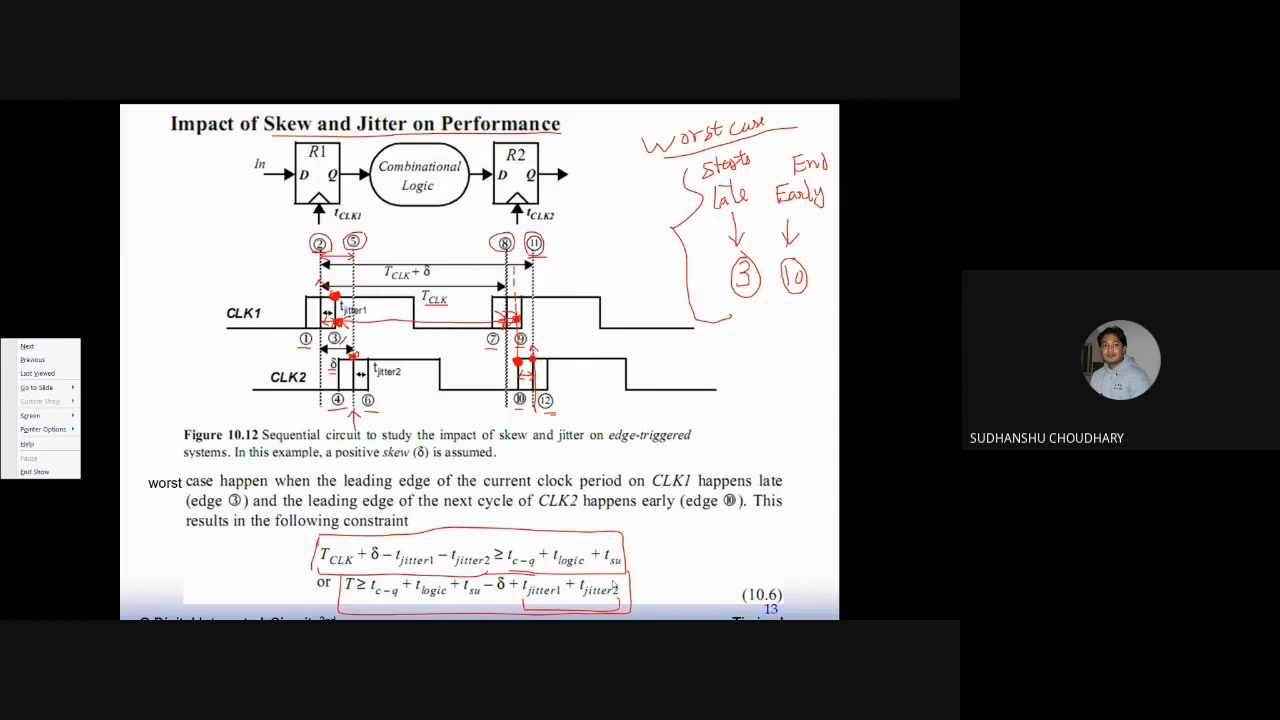 Impact of Skew and Jitter on Performance
Worst case
Starts
Late
End
Early
3
10
In
R1
D Q
Combinational
Logic
R2
D Q
tCLK1
tCLK2
② ⑤ ⑧ ⑪
TCLK + δ
TCLK
CLK1
tjitter1
① ③ ⑦ ⑨
δ
CLK2
tjitter2
④ ⑥ ⑩ ⑫
Next
Previous
Last Viewed
Go to Slide
Custom Show
Screen
Pointer Options
Help
Pause
End Show
Figure 10.12 Sequential circuit to study the impact of skew and jitter on edge-triggered
systems. In this example, a positive skew (δ) is assumed.
worst case happen when the leading edge of the current clock period on CLK1 happens late
(edge ③) and the leading edge of the next cycle of CLK2 happens early (edge ⑩). This
results in the following constraint
TCLK + δ − tjitter1 − tjitter2 ≥ tc−q + tlogic + tsu
or T ≥ tc−q + tlogic + tsu − δ + tjitter1 + tjitter2
(10.6)
13
SUDHANSHU CHOUDHARY